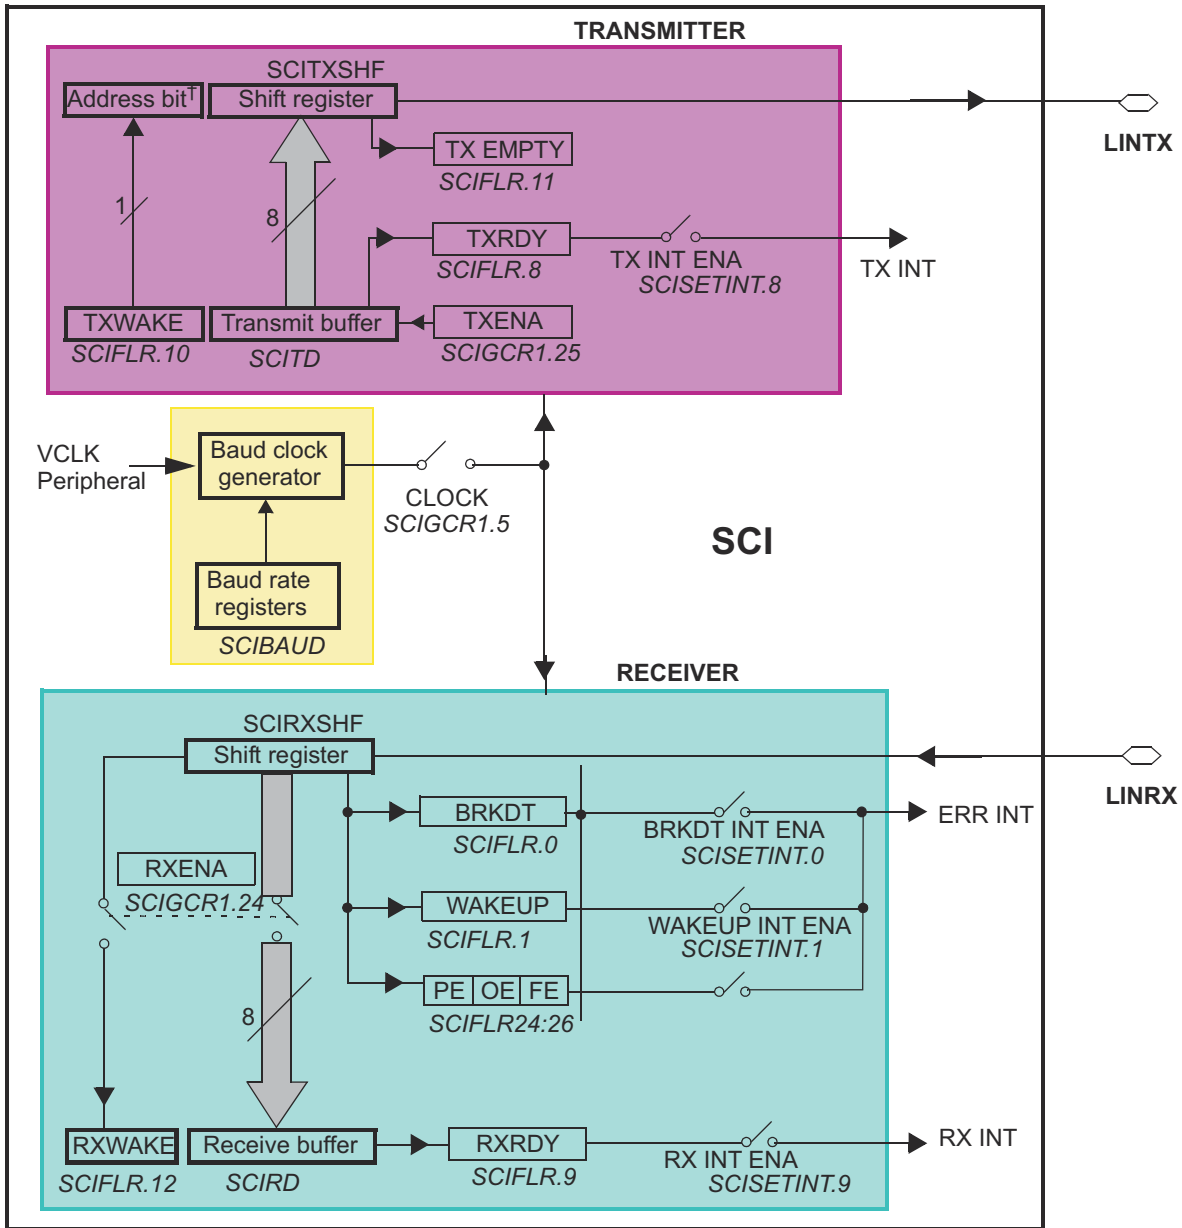 TRANSMITTER
SCITXSHF
Address bit†
Shift register
LINTX
TX EMPTY
SCIFLR.11
1
8
TXRDY
SCIFLR.8
TX INT ENA
SCISETINT.8
TX INT
TXWAKE
SCIFLR.10
Transmit buffer
SCITD
TXENA
SCIGCR1.25
VCLK
Peripheral
Baud clock
generator
CLOCK
SCIGCR1.5
SCI
Baud rate
registers
SCIBAUD
RECEIVER
SCIRXSHF
Shift register
LINRX
BRKDT
SCIFLR.0
BRKDT INT ENA
SCISETINT.0
ERR INT
RXENA
SCIGCR1.24
WAKEUP
SCIFLR.1
WAKEUP INT ENA
SCISETINT.1
PE OE FE
SCIFLR24:26
8
RXWAKE
SCIFLR.12
Receive buffer
SCIRD
RXRDY
SCIFLR.9
RX INT ENA
SCISETINT.9
RX INT